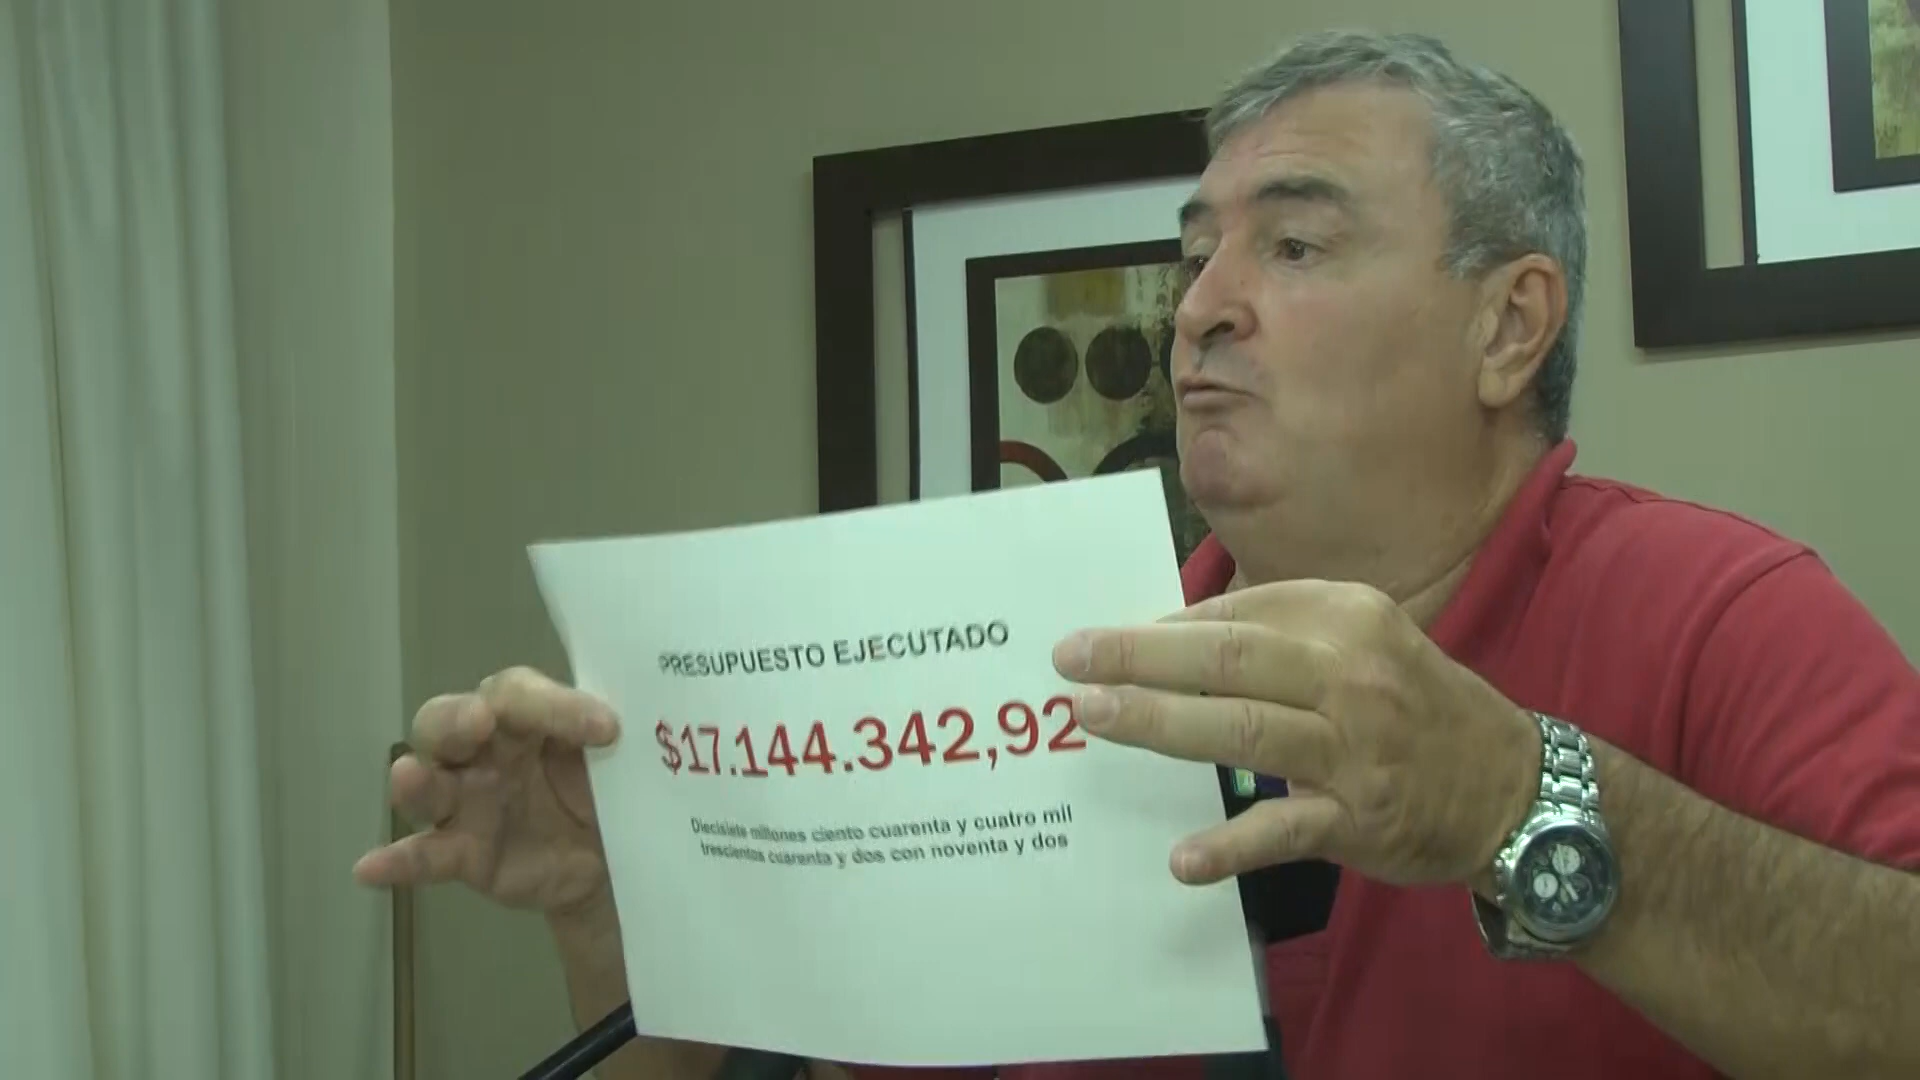 PRESUPUESTO EJECUTADO
$17.144.342,92
Diecisiete millones ciento cuarenta y cuatro mil
trescientos cuarenta y dos con noventa y dos